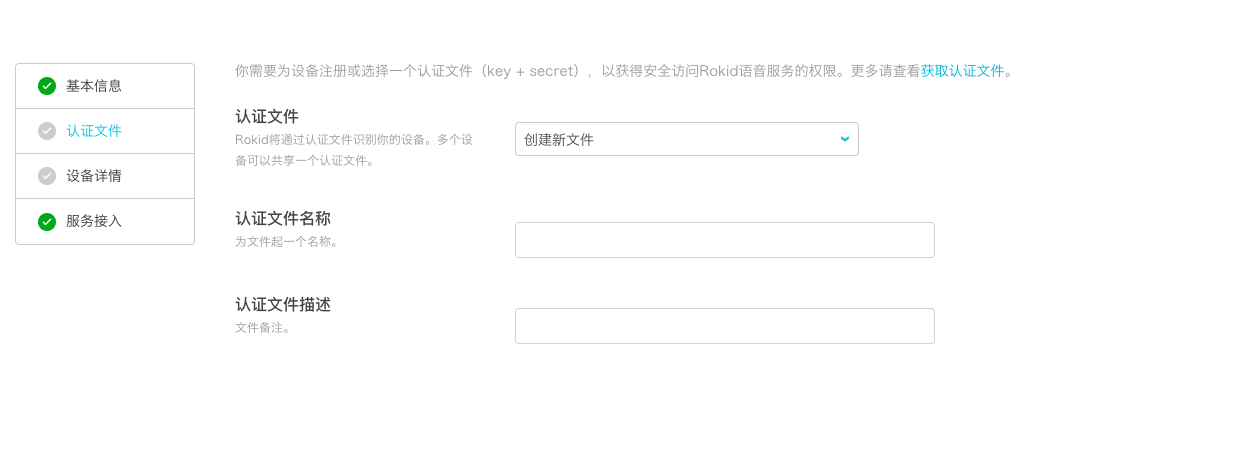 基本信息
认证文件
设备详情
服务接入
你需要为设备注册或选择一个认证文件（key + secret），以获得安全访问Rokid语音服务的权限。更多请查看获取认证文件。
认证文件
Rokid将通过认证文件识别你的设备。多个设
备可以共享一个认证文件。
创建新文件
认证文件名称
为文件起一个名称。
认证文件描述
文件备注。